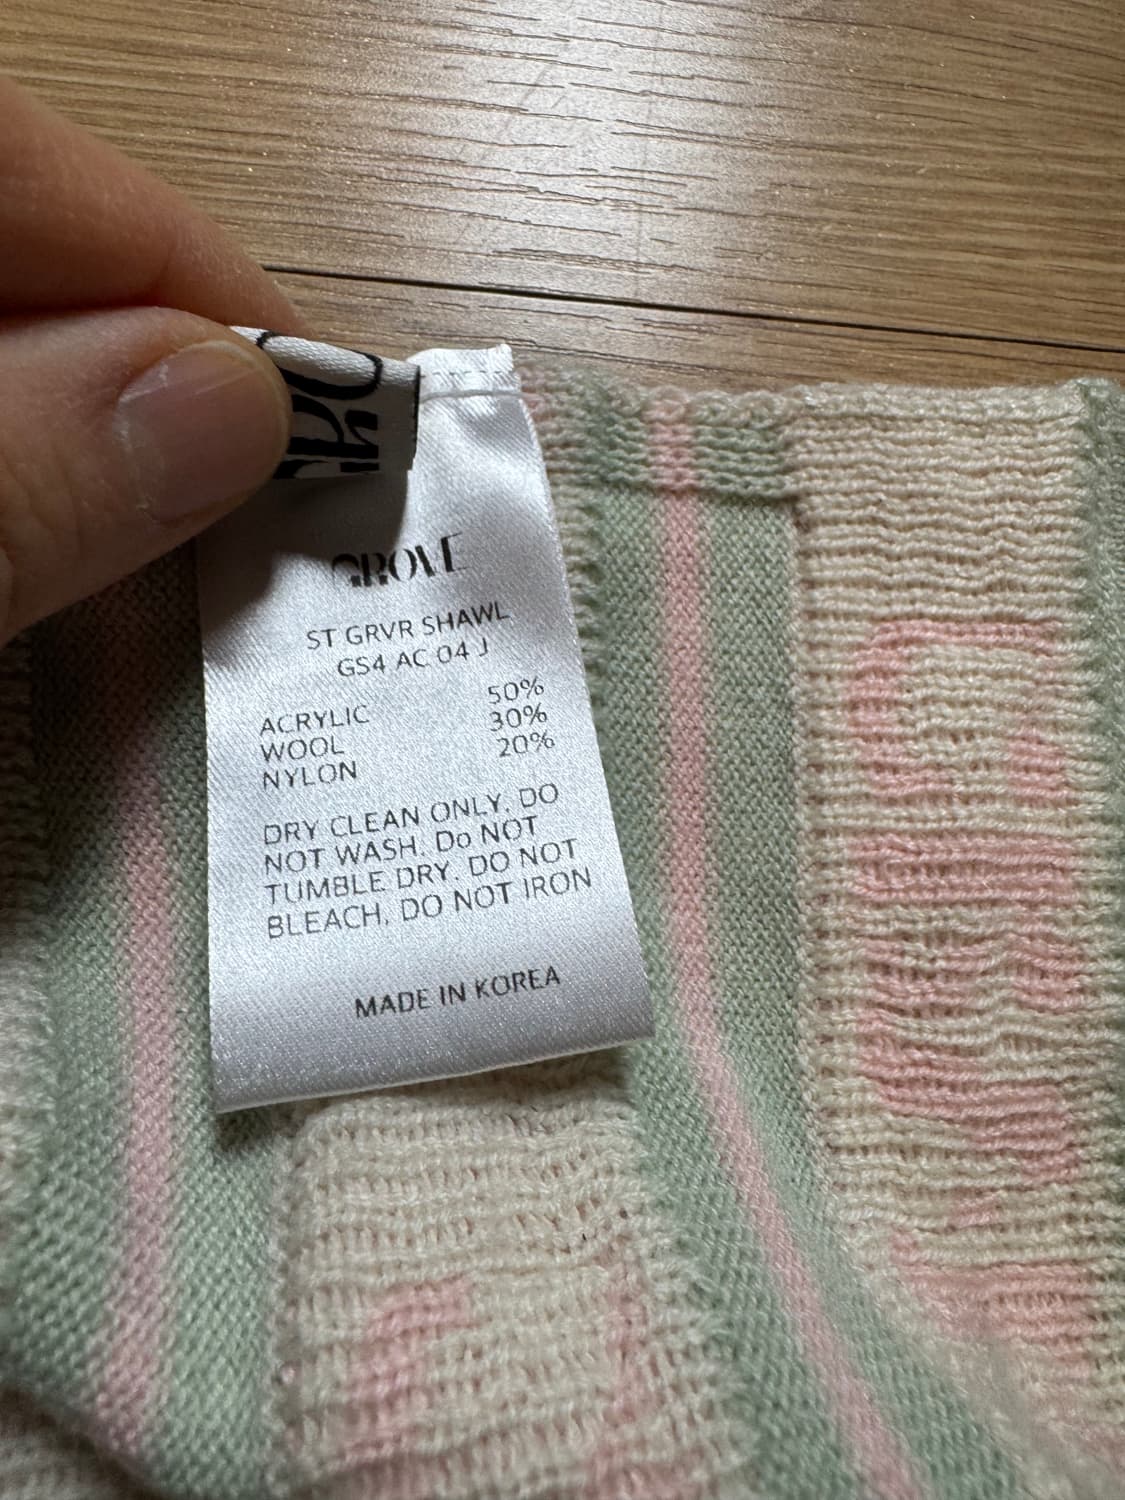 GROVE
ST GRVR SHAWL
GS4 AC 04 J
ACRYLIC 50%
WOOL 30%
NYLON 20%
DRY CLEAN ONLY. DO
NOT WASH. Do NOT
TUMBLE DRY. DO NOT
BLEACH, DO NOT IRON
MADE IN KOREA